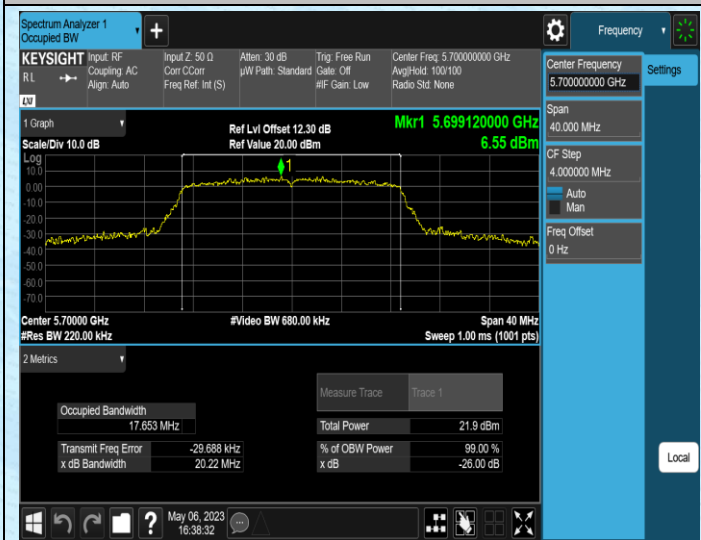 Spectrum Analyzer 1
Occupied BW
Frequency
KEYSIGHT
R L
LXI
Input: RF
Coupling: AC
Align: Auto
Input Z: 50 Ω
Corr CCorr
Freq Ref: Int (S)
Atten: 30 dB
µW Path: Standard
Trig: Free Run
Gate: Off
#IF Gain: Low
Center Freq: 5.700000000 GHz
Avg|Hold: 100/100
Radio Std: None
Center Frequency
5.700000000 GHz
Settings
Span
40.000 MHz
CF Step
4.000000 MHz
Auto
Man
Freq Offset
0 Hz
1 Graph
Scale/Div 10.0 dB
Ref Lvl Offset 12.30 dB
Ref Value 20.00 dBm
Mkr1 5.699120000 GHz
6.55 dBm
Log
10.0
0.00
-10.0
-20.0
-30.0
-40.0
-50.0
-60.0
-70.0
1
Center 5.70000 GHz
#Res BW 220.00 kHz
#Video BW 680.00 kHz
Span 40 MHz
Sweep 1.00 ms (1001 pts)
2 Metrics
Measure Trace
Trace 1
Occupied Bandwidth
17.653 MHz
Total Power
21.9 dBm
Transmit Freq Error
-29.688 kHz
% of OBW Power
99.00 %
x dB Bandwidth
20.22 MHz
x dB
-26.00 dB
Local
?
May 06, 2023
16:38:32